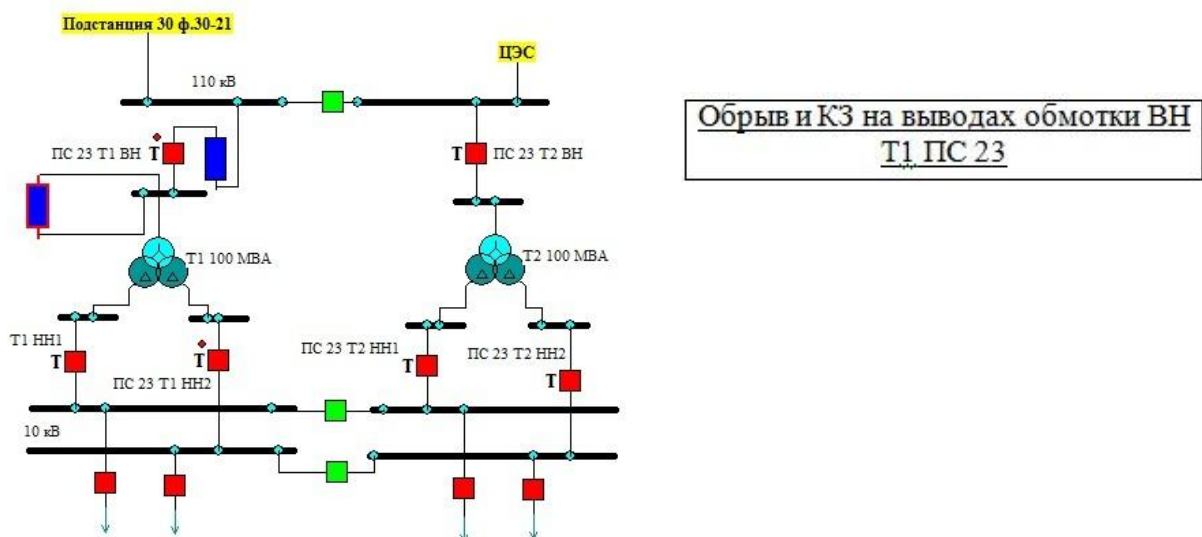 Подстанция 30 ф.30-21
ЦЭС
110 кВ
Обрыв и КЗ на выводах обмотки ВН
Т1 ПС 23
ПС 23 Т1 ВН
Т
Т
ПС 23 Т2 ВН
Т1 100 МВА
Т2 100 МВА
Т1 НН1
Т
Т
ПС 23 Т1 НН2
ПС 23 Т2 НН1
Т
ПС 23 Т2 НН2
Т
10 кВ